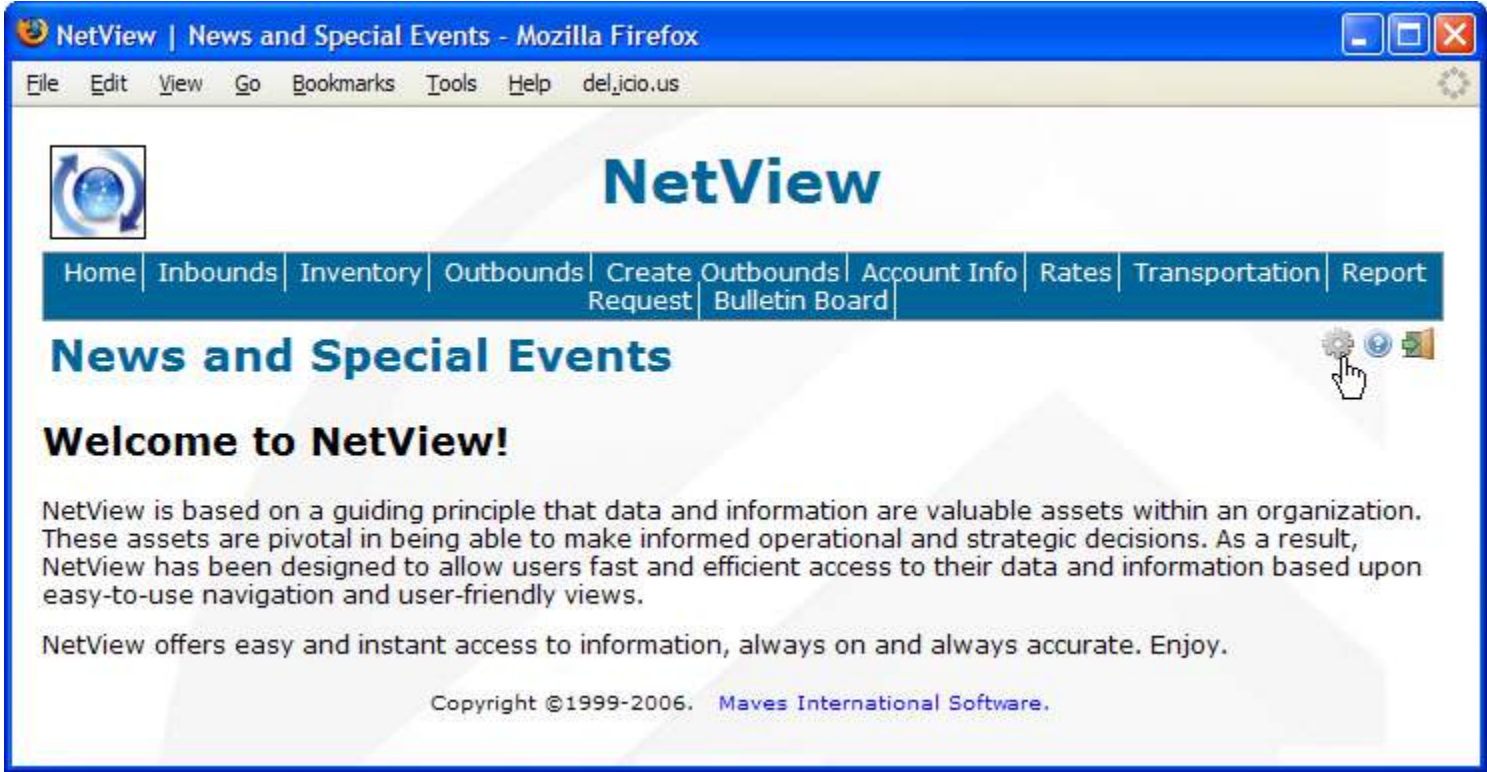 NetView | News and Special Events - Mozilla Firefox
File Edit View Go Bookmarks Tools Help del.icio.us
NetView
Home | Inbounds | Inventory | Outbounds | Create Outbounds | Account Info | Rates | Transportation | Report
Request | Bulletin Board |
News and Special Events
Welcome to NetView!
NetView is based on a guiding principle that data and information are valuable assets within an organization.
These assets are pivotal in being able to make informed operational and strategic decisions. As a result,
NetView has been designed to allow users fast and efficient access to their data and information based upon
easy-to-use navigation and user-friendly views.
NetView offers easy and instant access to information, always on and always accurate. Enjoy.
Copyright ©1999-2006. Maves International Software.